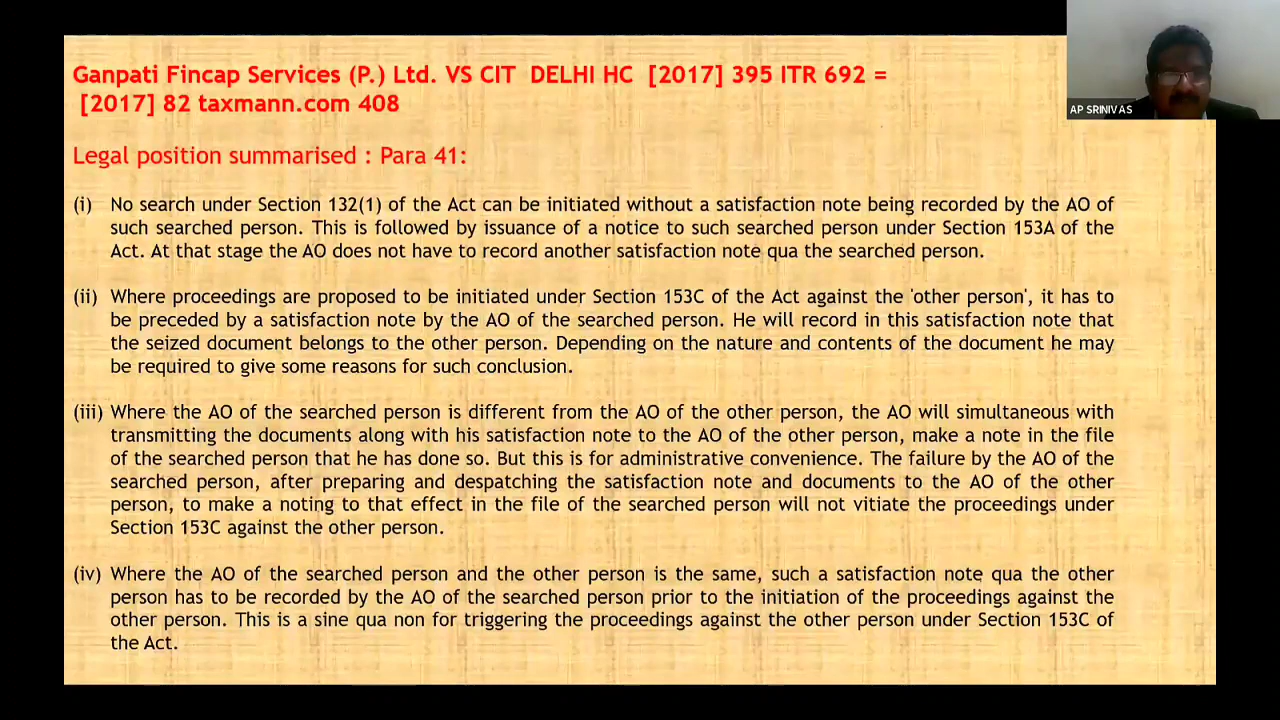 Ganpati Fincap Services (P.) Ltd. VS CIT DELHI HC [2017] 395 ITR 692 =
[2017] 82 taxmann.com 408
AP SRINIVAS
Legal position summarised : Para 41:
(i) No search under Section 132(1) of the Act can be initiated without a satisfaction note being recorded by the AO of
such searched person. This is followed by issuance of a notice to such searched person under Section 153A of the
Act. At that stage the AO does not have to record another satisfaction note qua the searched person.
(ii) Where proceedings are proposed to be initiated under Section 153C of the Act against the 'other person', it has to
be preceded by a satisfaction note by the AO of the searched person. He will record in this satisfaction note that
the seized document belongs to the other person. Depending on the nature and contents of the document he may
be required to give some reasons for such conclusion.
(iii) Where the AO of the searched person is different from the AO of the other person, the AO will simultaneous with
transmitting the documents along with his satisfaction note to the AO of the other person, make a note in the file
of the searched person that he has done so. But this is for administrative convenience. The failure by the AO of the
searched person, after preparing and despatching the satisfaction note and documents to the AO of the other
person, to make a noting to that effect in the file of the searched person will not vitiate the proceedings under
Section 153C against the other person.
(iv) Where the AO of the searched person and the other person is the same, such a satisfaction note qua the other
person has to be recorded by the AO of the searched person prior to the initiation of the proceedings against the
other person. This is a sine qua non for triggering the proceedings against the other person under Section 153C of
the Act.